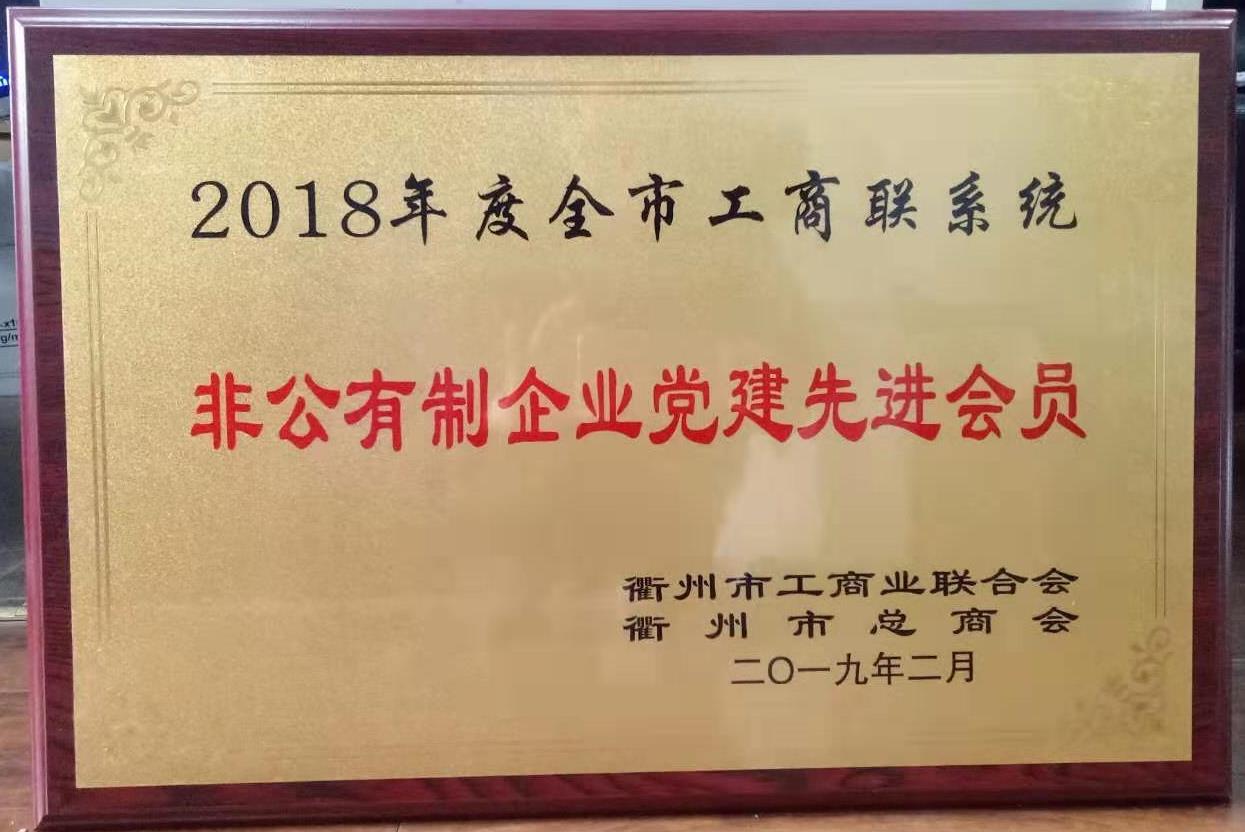 2018年度全市工商联系统
非公有制企业党建先进会员
衢州市工商业联合会
衢州市总商会
二〇一九年二月